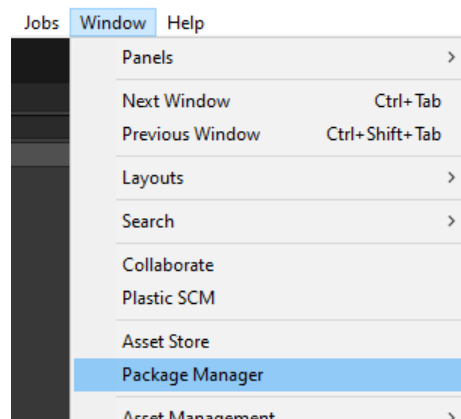 Jobs Window Help
Panels >
Next Window Ctrl+Tab
Previous Window Ctrl+Shift+Tab
Layouts >
Search >
Collaborate
Plastic SCM
Asset Store
Package Manager
Asset Management >